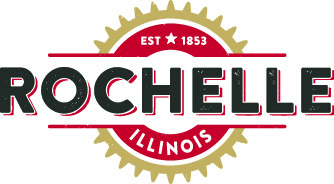 EST ★ 1853
ROCHELLE
ILLINOIS